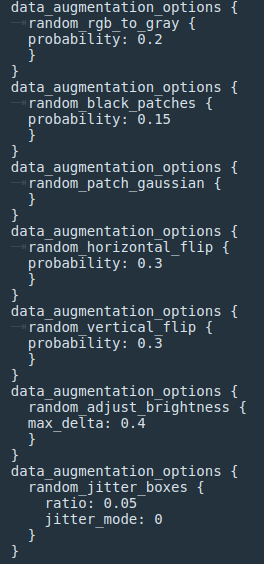 data_augmentation_options {
  random_rgb_to_gray {
  probability: 0.2
  }
}
data_augmentation_options {
  random_black_patches {
  probability: 0.15
  }
}
data_augmentation_options {
  random_patch_gaussian {
  }
}
data_augmentation_options {
  random_horizontal_flip {
  probability: 0.3
  }
}
data_augmentation_options {
  random_vertical_flip {
  probability: 0.3
  }
}
data_augmentation_options {
  random_adjust_brightness {
  max_delta: 0.4
  }
}
data_augmentation_options {
  random_jitter_boxes {
    ratio: 0.05
    jitter_mode: 0
  }
}